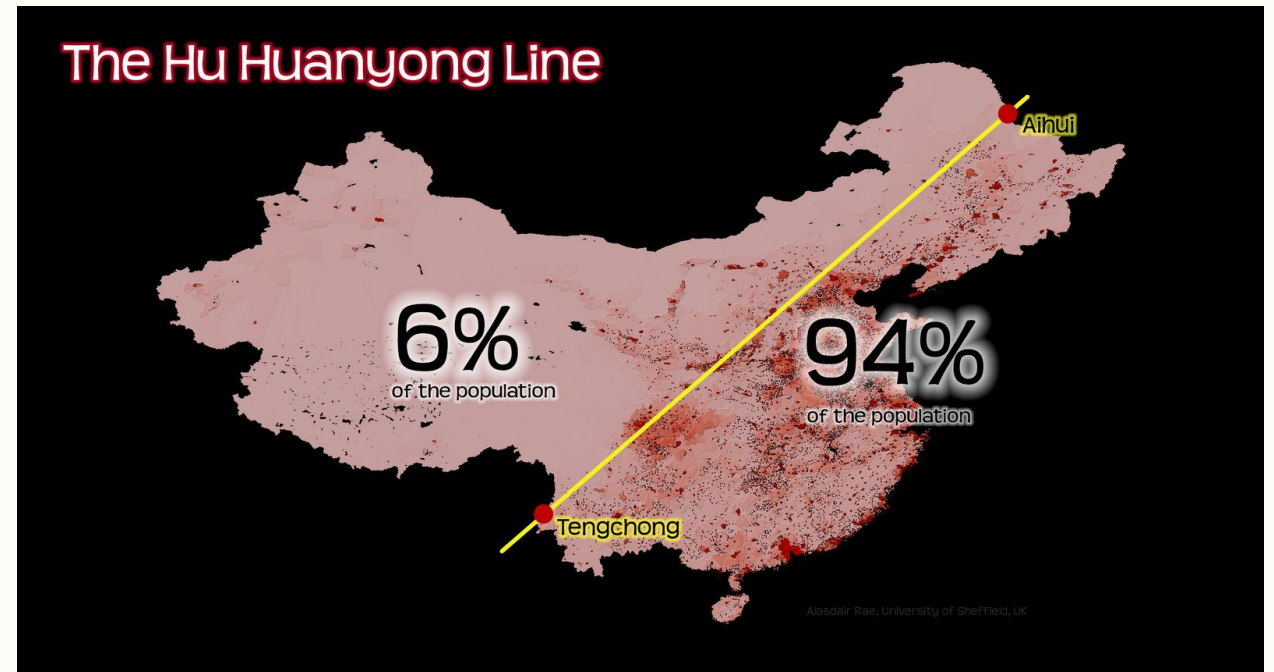 The Hu Huanyong Line
Aihui
6%
of the population
94%
of the population
Tengchong
Alasdair Rae, University of Sheffield, UK